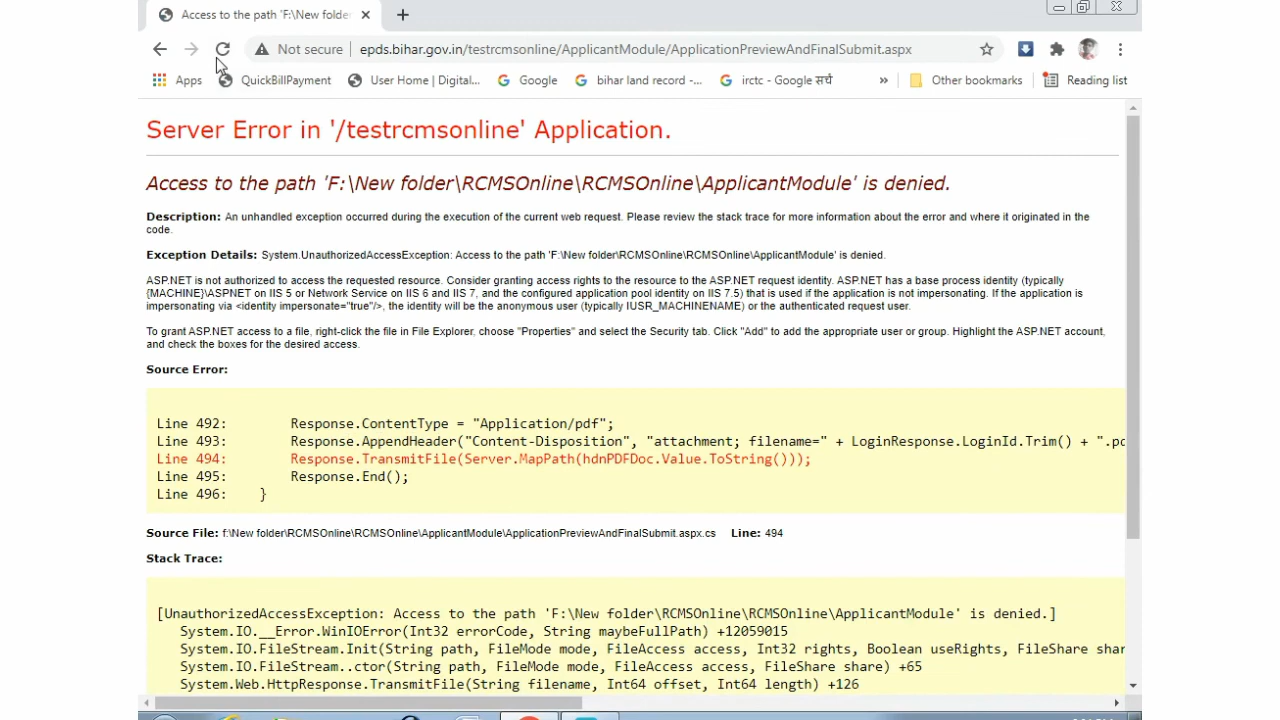 Access to the path 'F:\New folder
Not secure epds.bihar.gov.in/testrcmsonline/ApplicantModule/ApplicationPreviewAndFinalSubmit.aspx
Apps QuickBillPayment User Home | Digital... Google bihar land record -... irctc - Google सर्च » Other bookmarks Reading list
Server Error in '/testrcmsonline' Application.
Access to the path 'F:\New folder\RCMSOnline\RCMSOnline\ApplicantModule' is denied.
Description: An unhandled exception occurred during the execution of the current web request. Please review the stack trace for more information about the error and where it originated in the
code.
Exception Details: System.UnauthorizedAccessException: Access to the path 'F:\New folder\RCMSOnline\RCMSOnline\ApplicantModule' is denied.
ASP.NET is not authorized to access the requested resource. Consider granting access rights to the resource to the ASP.NET request identity. ASP.NET has a base process identity (typically
{MACHINE}\ASPNET on IIS 5 or Network Service on IIS 6 and IIS 7, and the configured application pool identity on IIS 7.5) that is used if the application is not impersonating. If the application is
impersonating via <identity impersonate="true"/>, the identity will be the anonymous user (typically IUSR_MACHINENAME) or the authenticated request user.
To grant ASP.NET access to a file, right-click the file in File Explorer, choose "Properties" and select the Security tab. Click "Add" to add the appropriate user or group. Highlight the ASP.NET account,
and check the boxes for the desired access.
Source Error:
Line 492: Response.ContentType = "Application/pdf";
Line 493: Response.AppendHeader("Content-Disposition", "attachment; filename=" + LoginResponse.LoginId.Trim() + ".pd
Line 494: Response.TransmitFile(Server.MapPath(hdnPDFDoc.Value.ToString()));
Line 495: Response.End();
Line 496: }
Source File: f:\New folder\RCMSOnline\RCMSOnline\ApplicantModule\ApplicationPreviewAndFinalSubmit.aspx.cs Line: 494
Stack Trace:
[UnauthorizedAccessException: Access to the path 'F:\New folder\RCMSOnline\RCMSOnline\ApplicantModule' is denied.]
System.IO.__Error.WinIOError(Int32 errorCode, String maybeFullPath) +12059015
System.IO.FileStream.Init(String path, FileMode mode, FileAccess access, Int32 rights, Boolean useRights, FileShare shar
System.IO.FileStream..ctor(String path, FileMode mode, FileAccess access, FileShare share) +65
System.Web.HttpResponse.TransmitFile(String filename, Int64 offset, Int64 length) +126